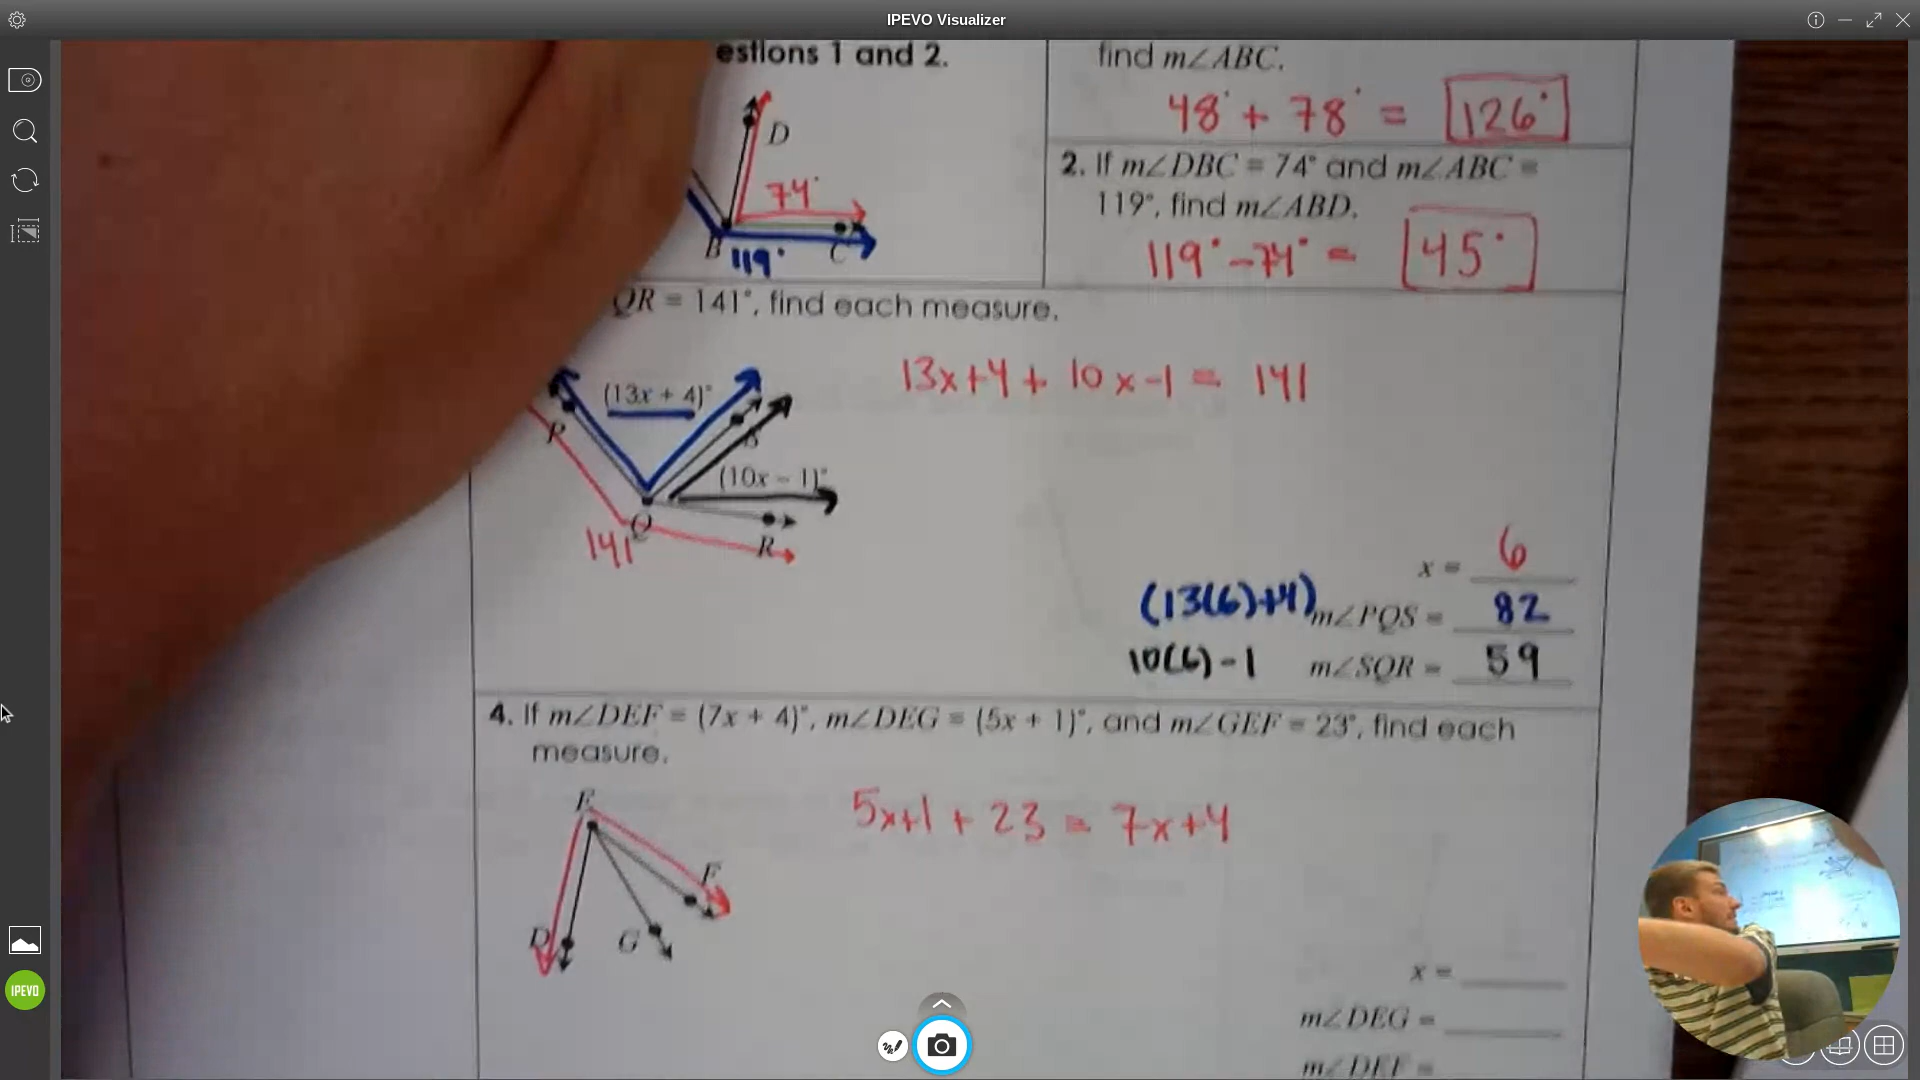 IPEVO Visualizer
estions 1 and 2.
find m∠ABC.
48° + 78° = 126°
D
74°
B
119°
C
2. If m∠DBC = 74° and m∠ABC =
119°, find m∠ABD.
119° - 74° = 45°
QR = 141°, find each measure.
(13x + 4)°
P
S
(10x - 1)°
Q
141
R
13x+4 + 10x-1 = 141
x = 6
(13(6)+4) m∠PQS = 82
10(6)-1 m∠SQR = 59
4. If m∠DEF = (7x + 4)°, m∠DEG = (5x + 1)°, and m∠GEF = 23°, find each
measure.
E
F
D
G
5x+1 + 23 = 7x+4
x =
m∠DEG =
m∠DEF =
IPEVO